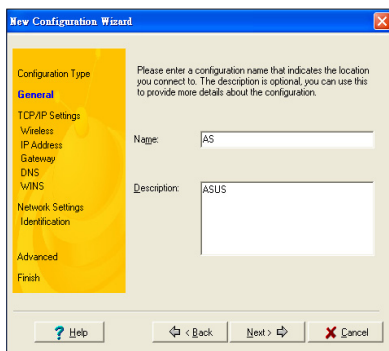 New Configuration Wizard
Configuration Type
General
TCP/IP Settings
Wireless
IP Address
Gateway
DNS
WINS
Network Settings
Identification
Advanced
Finish
Please enter a configuration name that indicates the location
you connect to. The description is optional, you can use this
to provide more details about the configuration.
Name:
AS
Description:
ASUS
? Help
< Back
Next >
Cancel